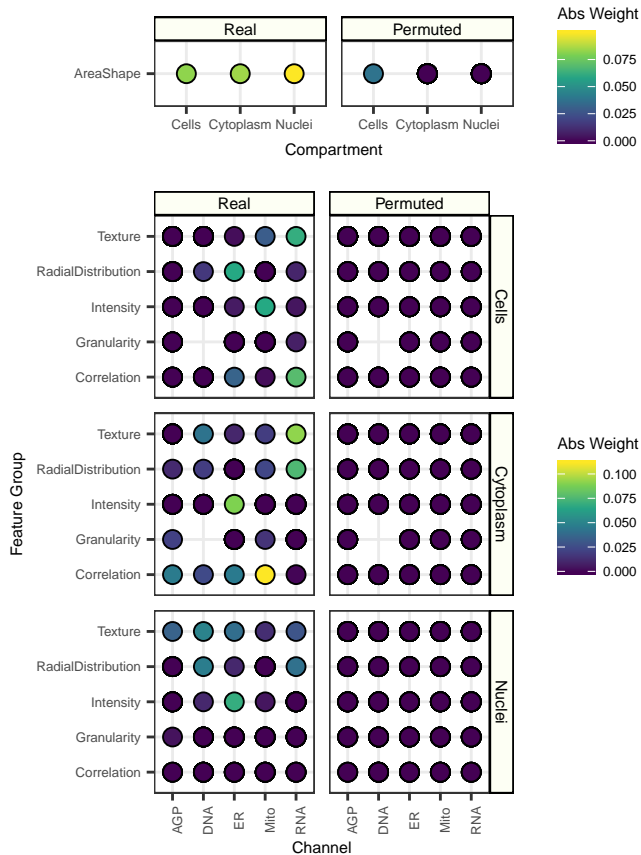 Real
Permuted
AreaShape
Cells
Cytoplasm
Nuclei
Cells
Cytoplasm
Nuclei
Compartment
Abs Weight
0.075
0.050
0.025
0.000
Real
Permuted
Feature Group
Texture
RadialDistribution
Intensity
Granularity
Correlation
Cells
Texture
RadialDistribution
Intensity
Granularity
Correlation
Cytoplasm
Texture
RadialDistribution
Intensity
Granularity
Correlation
Nuclei
AGP
DNA
ER
Mito
RNA
AGP
DNA
ER
Mito
RNA
Channel
Abs Weight
0.100
0.075
0.050
0.025
0.000